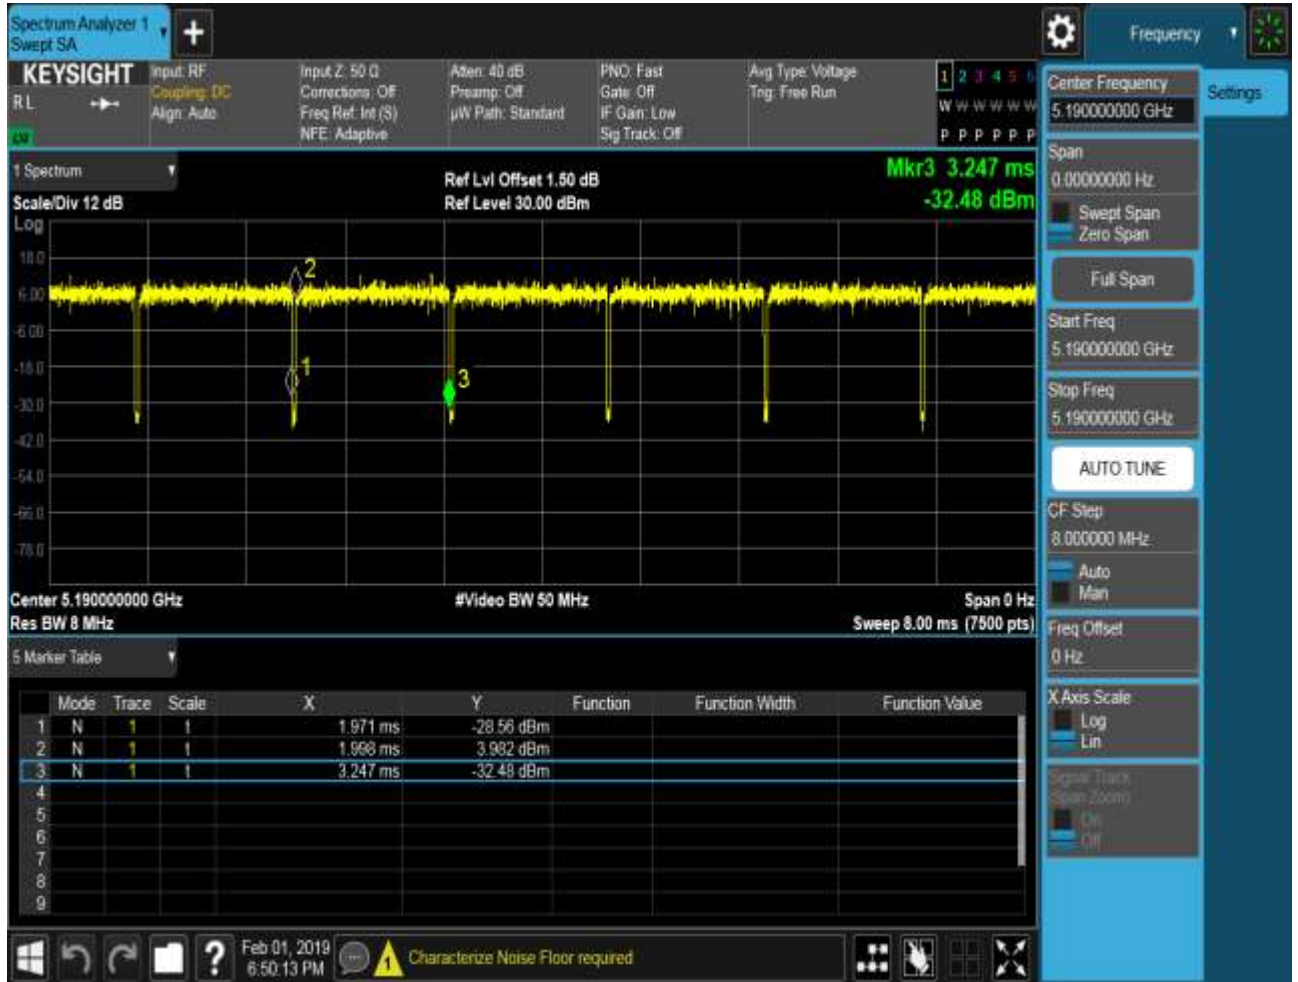 Spectrum Analyzer 1
Swept SA
Frequency
KEYSIGHT
R L
Input: RF
Coupling: DC
Align: Auto
Input Z: 50 Ω
Corrections: Off
Freq Ref: Int (S)
NFE: Adaptive
Atten: 40 dB
Preamp: Off
µW Path: Standard
PNO: Fast
Gate: Off
IF Gain: Low
Sig Track: Off
Avg Type: Voltage
Trig: Free Run
1 2 3 4 5 6
W W W W W W
P P P P P P
Center Frequency
5.190000000 GHz
Settings
1 Spectrum
Scale/Div 12 dB
Ref Lvl Offset 1.50 dB
Ref Level 30.00 dBm
Mkr3 3.247 ms
-32.48 dBm
Log
18.0
6.00
-6.00
-18.0
-30.0
-42.0
-54.0
-66.0
-78.0
2
1
3
Center 5.190000000 GHz
Res BW 8 MHz
#Video BW 50 MHz
Span 0 Hz
Sweep 8.00 ms (7500 pts)
Span
0.00000000 Hz
Swept Span
Zero Span
Full Span
Start Freq
5.190000000 GHz
Stop Freq
5.190000000 GHz
AUTO TUNE
CF Step
8.000000 MHz
Auto
Man
Freq Offset
0 Hz
X Axis Scale
Log
Lin
Signal Track
(Span Zoom)
On
Off
5 Marker Table
Mode Trace Scale X Y Function Function Width Function Value
1 N 1 t 1.971 ms -28.56 dBm
2 N 1 t 1.998 ms 3.982 dBm
3 N 1 t 3.247 ms -32.48 dBm
4
5
6
7
8
9
?
Feb 01, 2019
6:50:13 PM
1
Characterize Noise Floor required